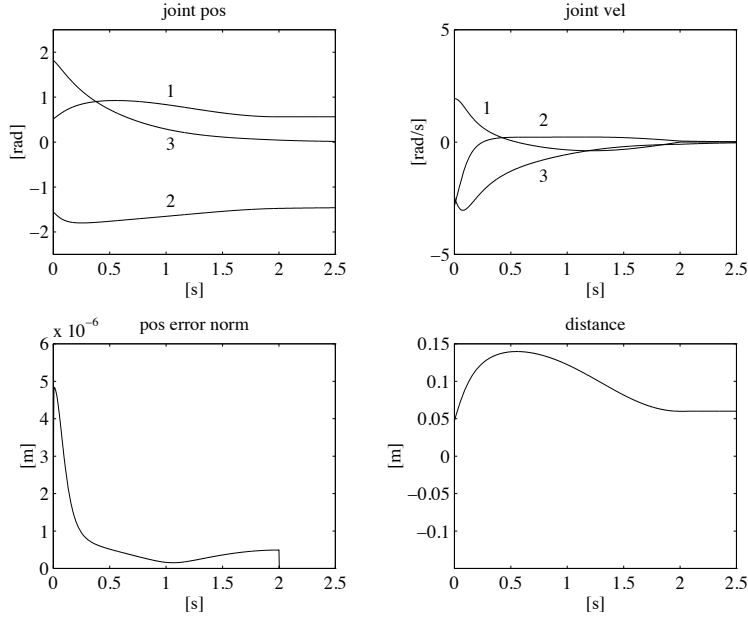 joint pos
2
1
0
−1
−2
[rad]
1
3
2
0 0.5 1 1.5 2 2.5
[s]
joint vel
5
0
−5
[rad/s]
1
2
3
0 0.5 1 1.5 2 2.5
[s]
x 10 −6
pos error norm
6
5
4
3
2
1
0
[m]
0 0.5 1 1.5 2 2.5
[s]
distance
0.15
0.1
0.05
0
−0.05
−0.1
[m]
0 0.5 1 1.5 2 2.5
[s]